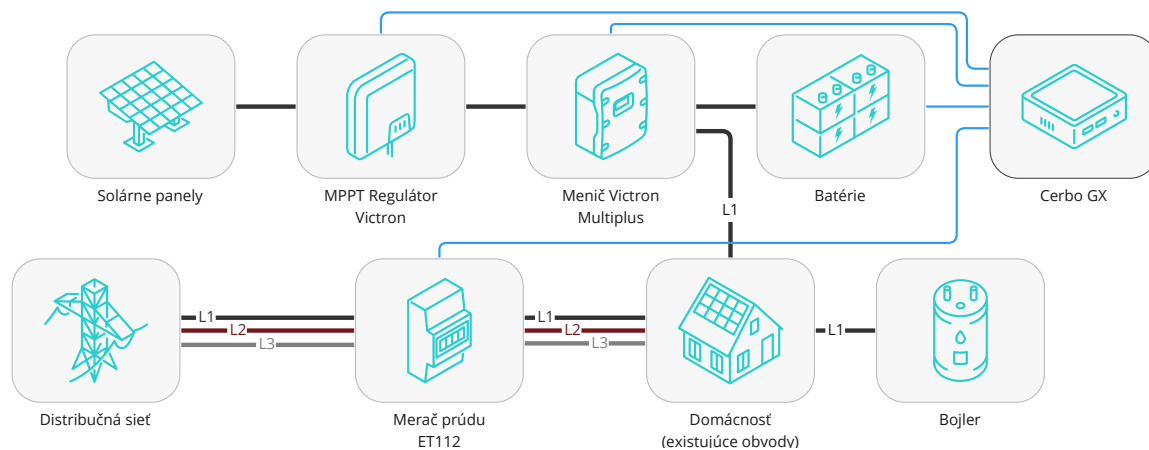 Solárne panely
MPPT Regulátor
Victron
Menič Victron
Multiplus
Batérie
Cerbo GX
L1
L1
L2
L3
L1
L2
L3
L1
Distribučná sieť
Merač prúdu
ET112
Domácnosť
(existujúce obvody)
Bojler